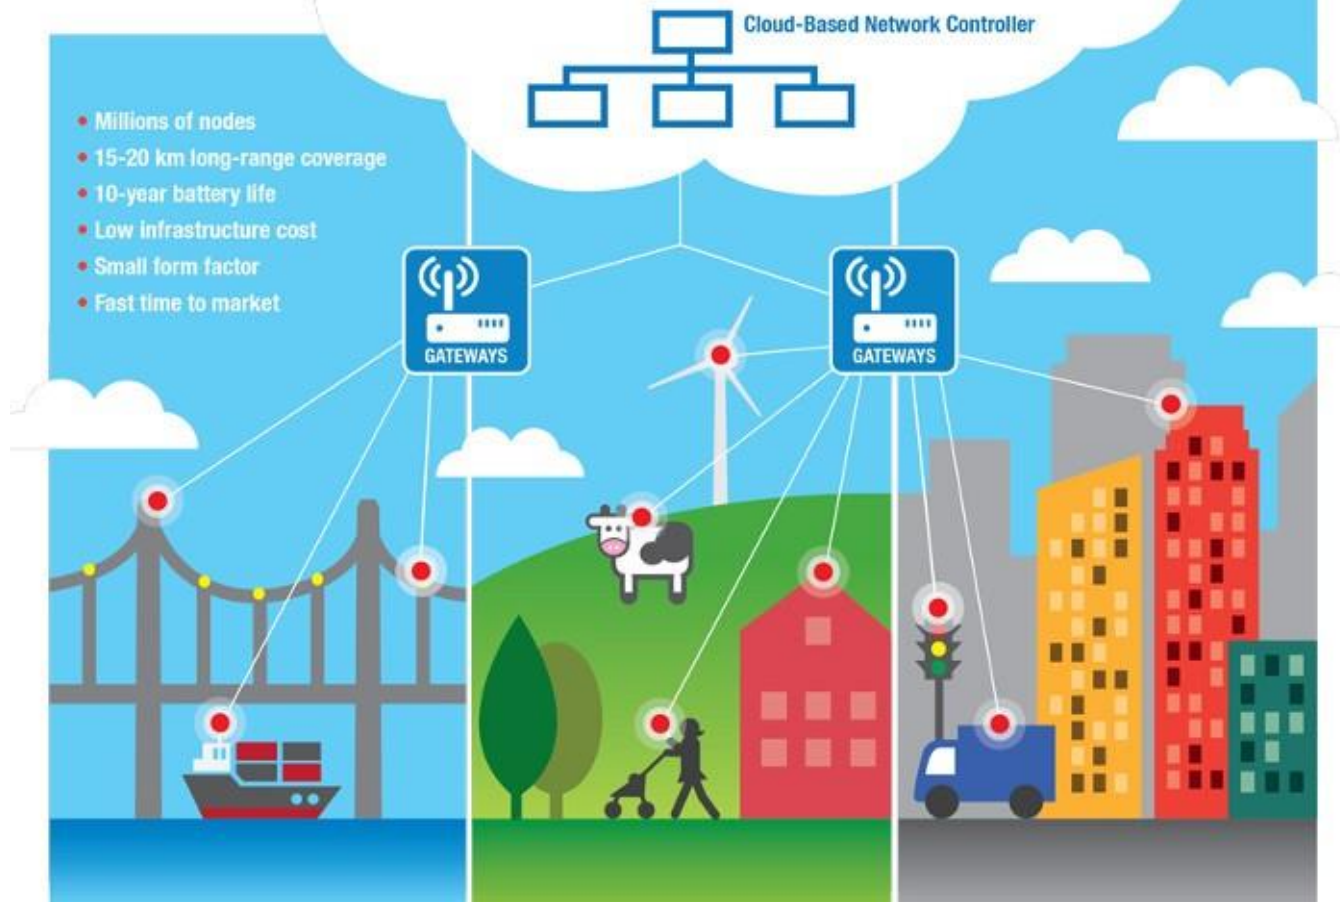 Cloud-Based Network Controller
• Millions of nodes
• 15-20 km long-range coverage
• 10-year battery life
• Low infrastructure cost
• Small form factor
• Fast time to market
GATEWAYS
GATEWAYS